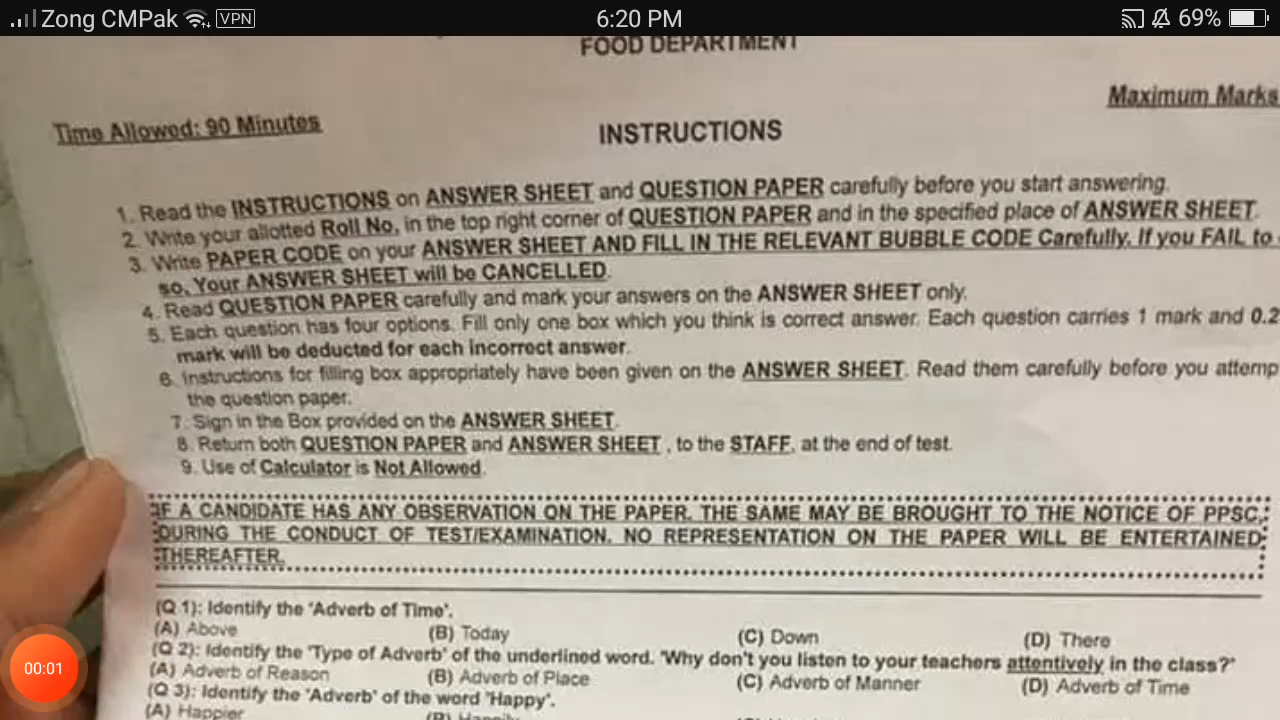 Zong CMPak VPN 6:20 PM 69%
FOOD DEPARTMENT
Maximum Marks
Time Allowed: 90 Minutes
INSTRUCTIONS
1. Read the INSTRUCTIONS on ANSWER SHEET and QUESTION PAPER carefully before you start answering.
2. Write your allotted Roll No. in the top right corner of QUESTION PAPER and in the specified place of ANSWER SHEET.
3. Write PAPER CODE on your ANSWER SHEET AND FILL IN THE RELEVANT BUBBLE CODE Carefully. If you FAIL to
so, Your ANSWER SHEET will be CANCELLED.
4. Read QUESTION PAPER carefully and mark your answers on the ANSWER SHEET only.
5. Each question has four options. Fill only one box which you think is correct answer. Each question carries 1 mark and 0.2
mark will be deducted for each incorrect answer.
6. Instructions for filling box appropriately have been given on the ANSWER SHEET. Read them carefully before you attemp
the question paper.
7. Sign in the Box provided on the ANSWER SHEET.
8. Return both QUESTION PAPER and ANSWER SHEET , to the STAFF, at the end of test.
9. Use of Calculator is Not Allowed.
IF A CANDIDATE HAS ANY OBSERVATION ON THE PAPER, THE SAME MAY BE BROUGHT TO THE NOTICE OF PPSC,
DURING THE CONDUCT OF TEST/EXAMINATION. NO REPRESENTATION ON THE PAPER WILL BE ENTERTAINED
THEREAFTER.
(Q 1): Identify the 'Adverb of Time'.
(A) Above (B) Today (C) Down (D) There
(Q 2): Identify the 'Type of Adverb' of the underlined word. 'Why don't you listen to your teachers attentively in the class?'
(A) Adverb of Reason (B) Adverb of Place (C) Adverb of Manner (D) Adverb of Time
(Q 3): Identify the 'Adverb' of the word 'Happy'.
(A) Happier (B) Happily
00:01